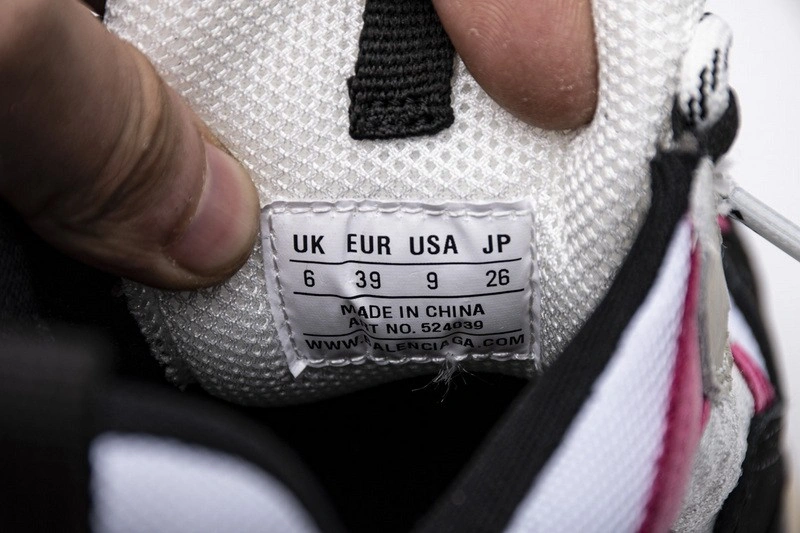 UK EUR USA JP
6 39 9 26
MADE IN CHINA
ART NO. 524039
WWW.BALENCIAGA.COM